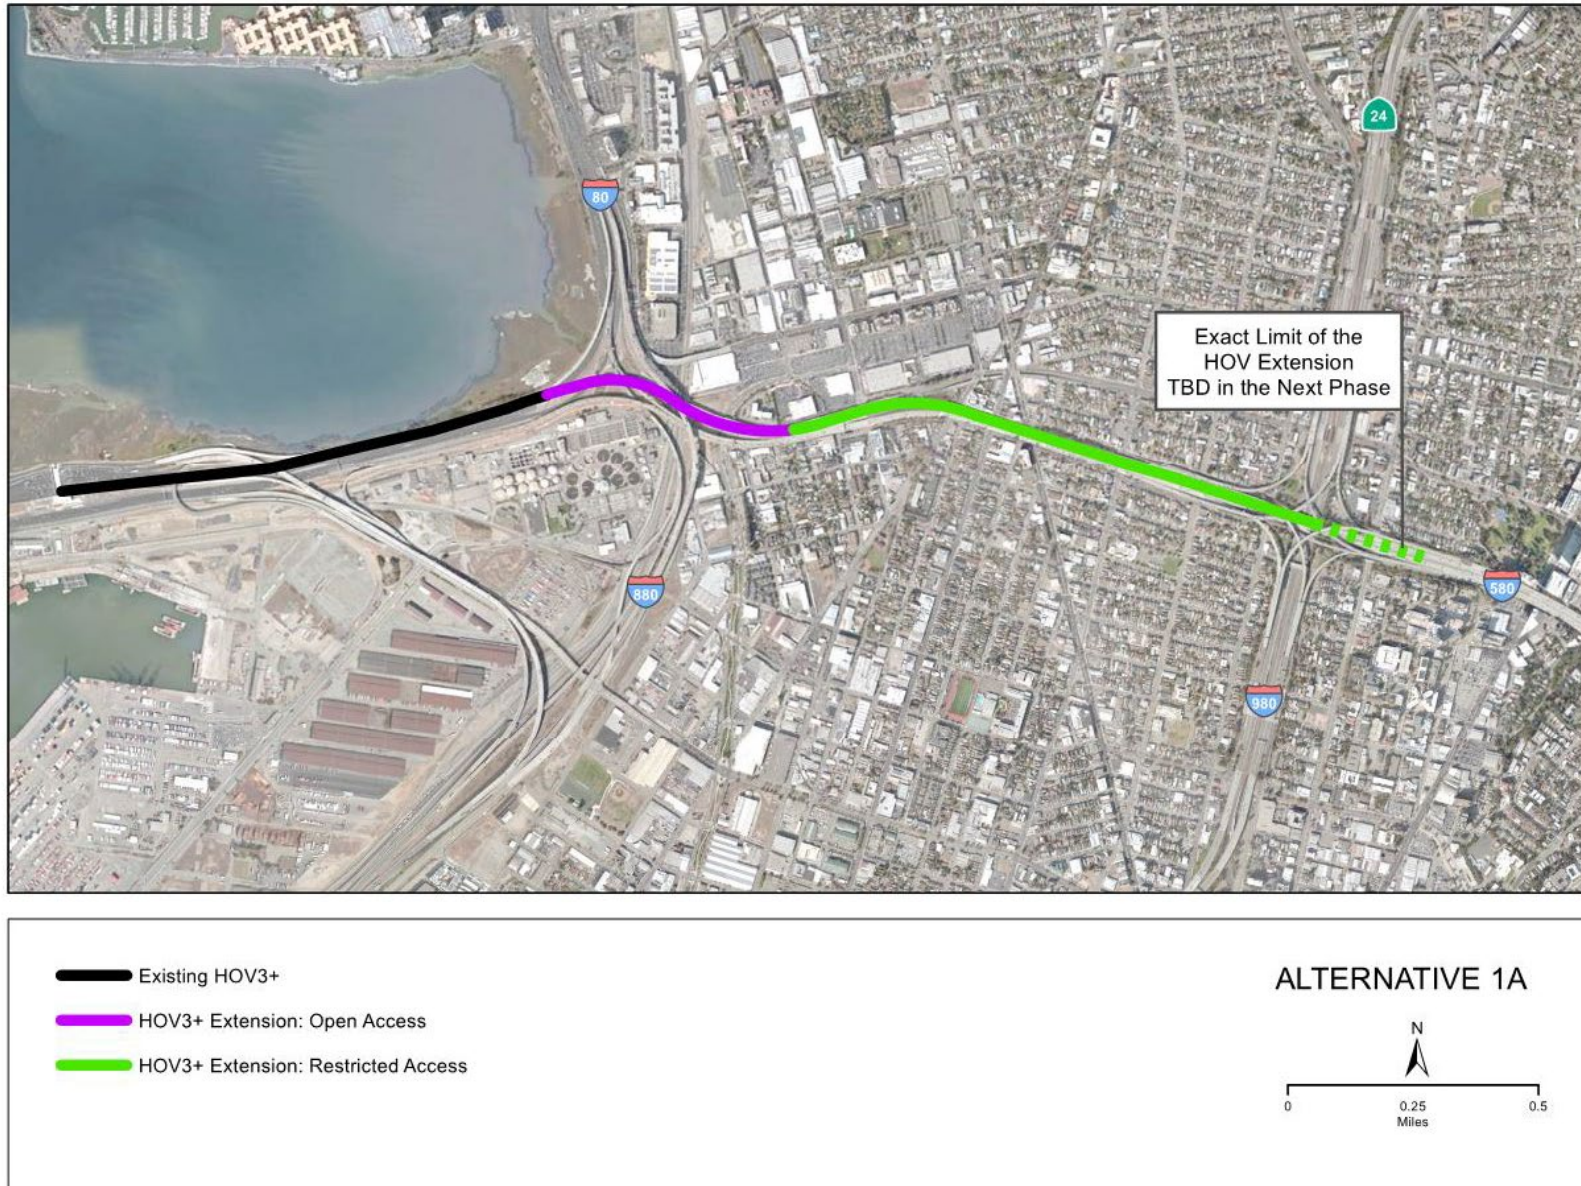 24
80
Exact Limit of the
HOV Extension
TBD in the Next Phase
880
580
980
Existing HOV3+
HOV3+ Extension: Open Access
HOV3+ Extension: Restricted Access
ALTERNATIVE 1A
N
0 0.25 0.5
Miles